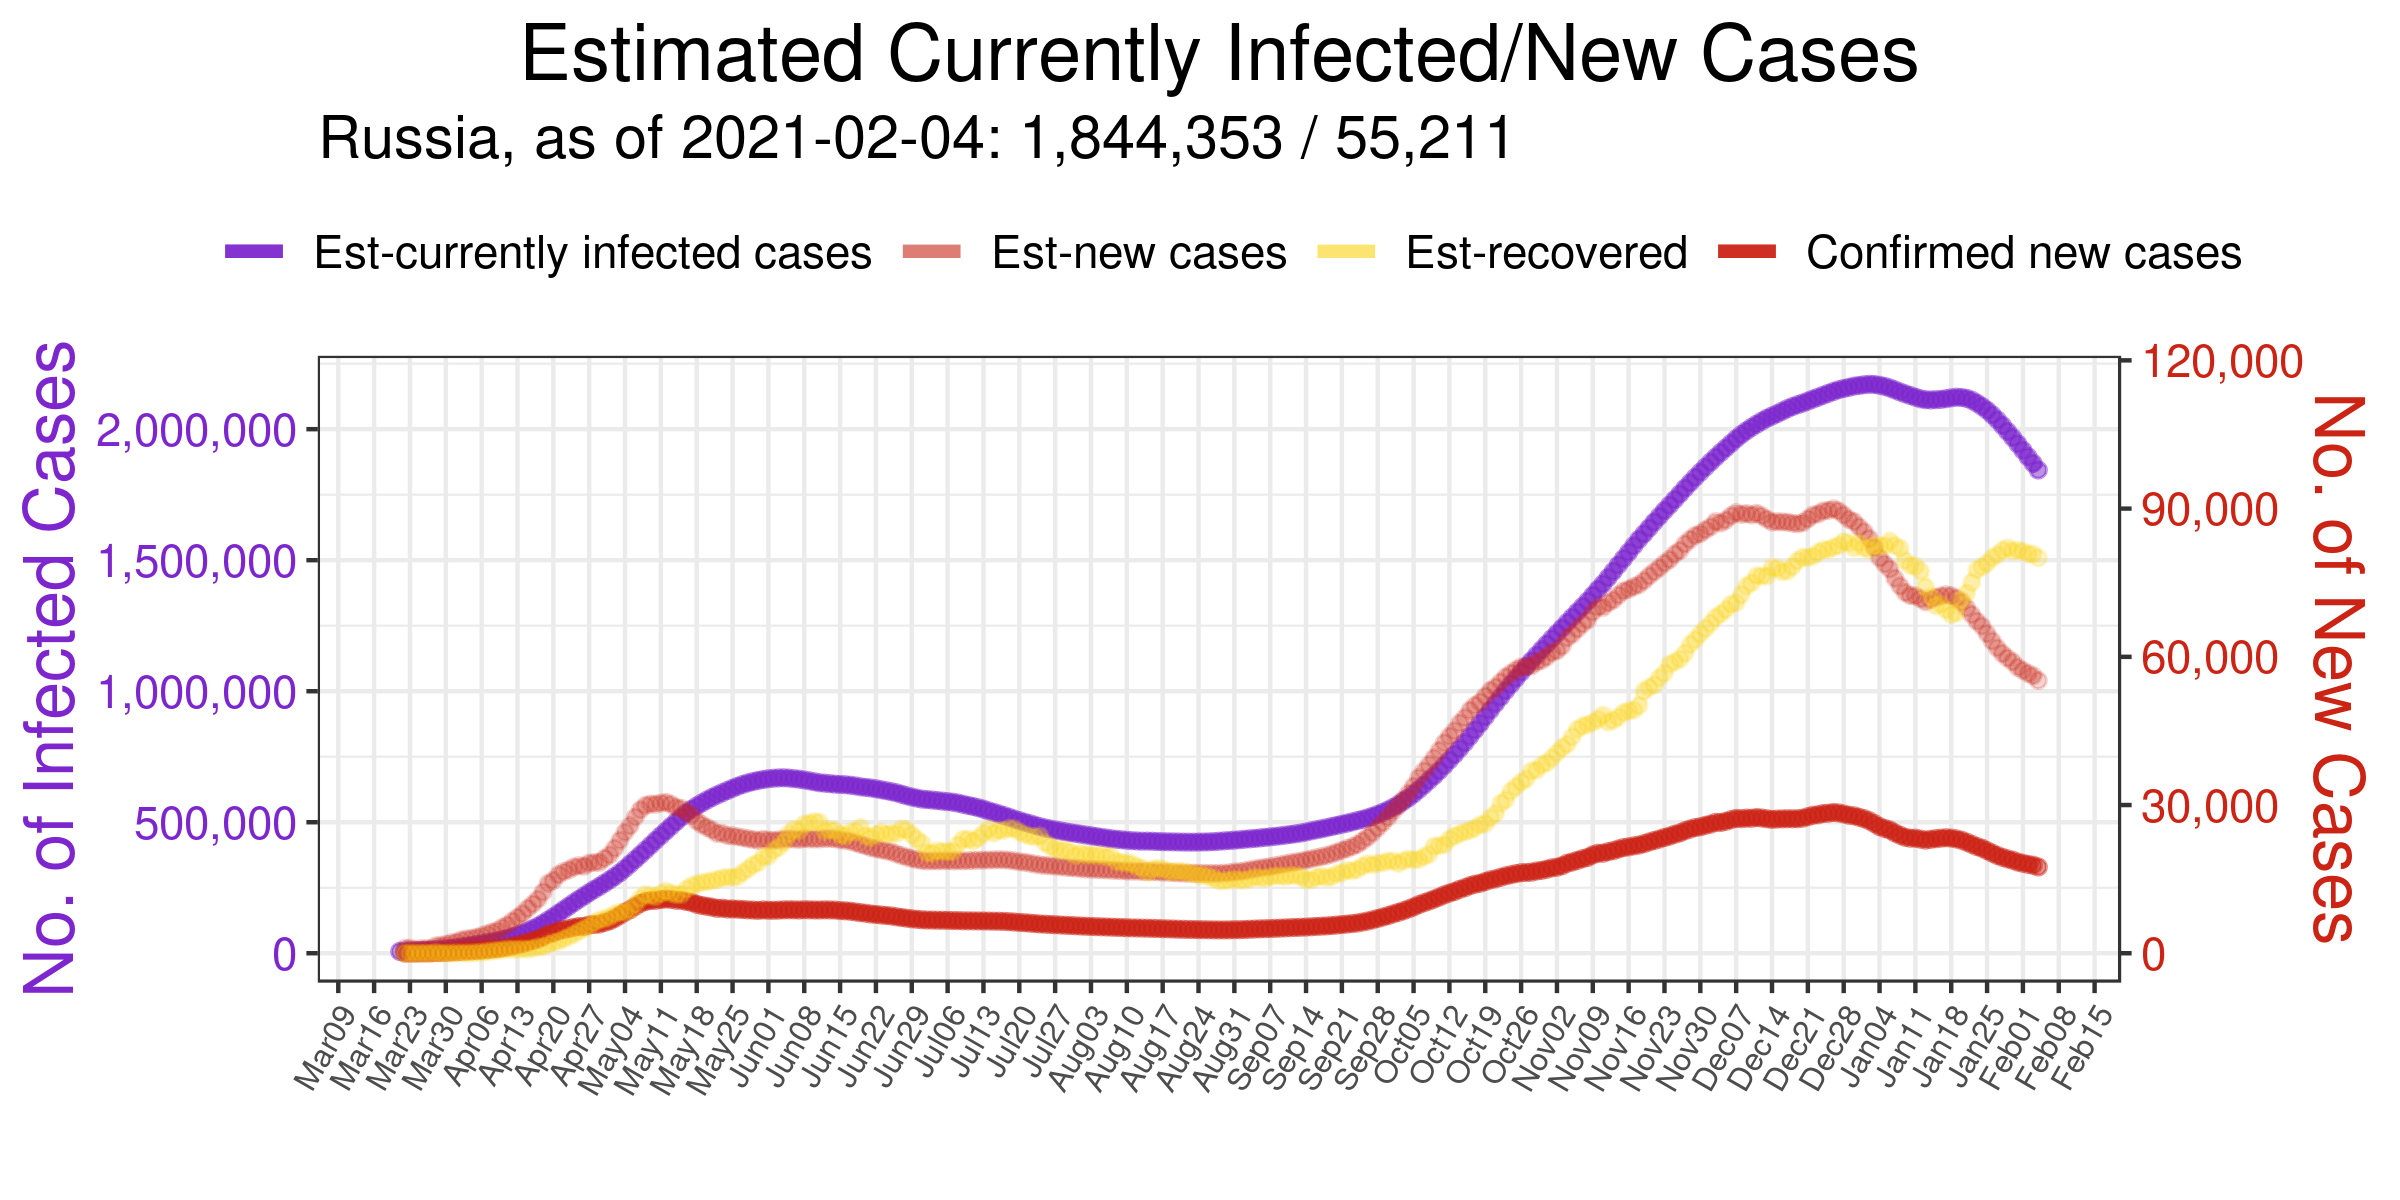 Estimated Currently Infected/New Cases
Russia, as of 2021-02-04: 1,844,353 / 55,211
Est-currently infected cases Est-new cases Est-recovered Confirmed new cases
No. of Infected Cases
2,000,000
1,500,000
1,000,000
500,000
0
120,000
90,000
60,000
30,000
0
No. of New Cases
Mar09 Mar16 Mar23 Mar30 Apr06 Apr13 Apr20 Apr27 May04 May11 May18 May25 Jun01 Jun08 Jun15 Jun22 Jun29 Jul06 Jul13 Jul20 Jul27 Aug03 Aug10 Aug17 Aug24 Aug31 Sep07 Sep14 Sep21 Sep28 Oct05 Oct12 Oct19 Oct26 Nov02 Nov09 Nov16 Nov23 Nov30 Dec07 Dec14 Dec21 Dec28 Jan04 Jan11 Jan18 Jan25 Feb01 Feb08 Feb15